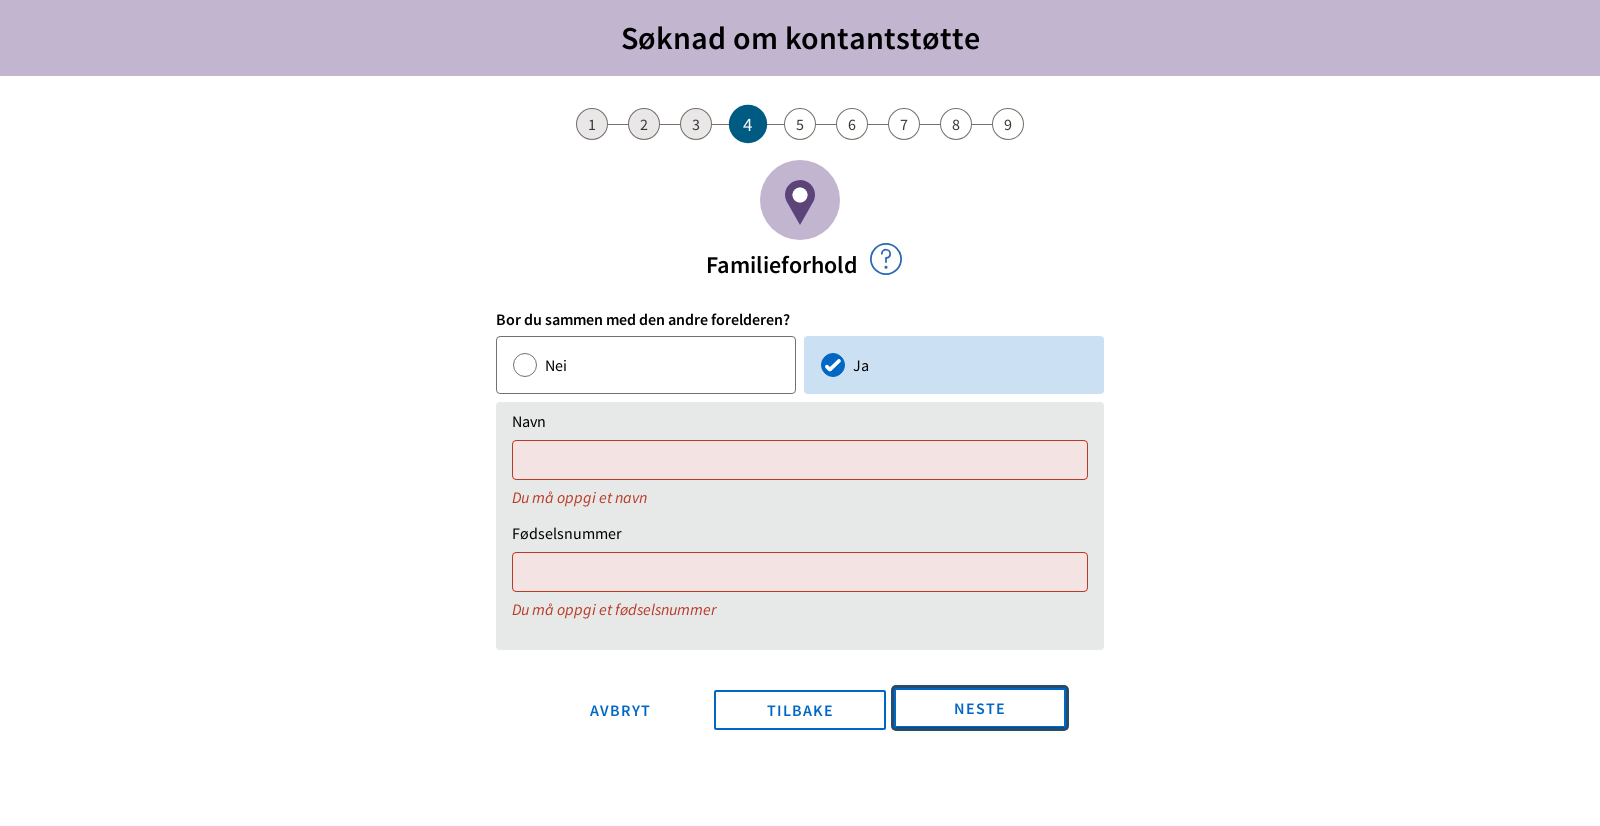 Søknad om kontantstøtte
1 2 3 4 5 6 7 8 9
Familieforhold ?
Bor du sammen med den andre forelderen?
Nei Ja
Navn
Du må oppgi et navn
Fødselsnummer
Du må oppgi et fødselsnummer
AVBRYT TILBAKE NESTE